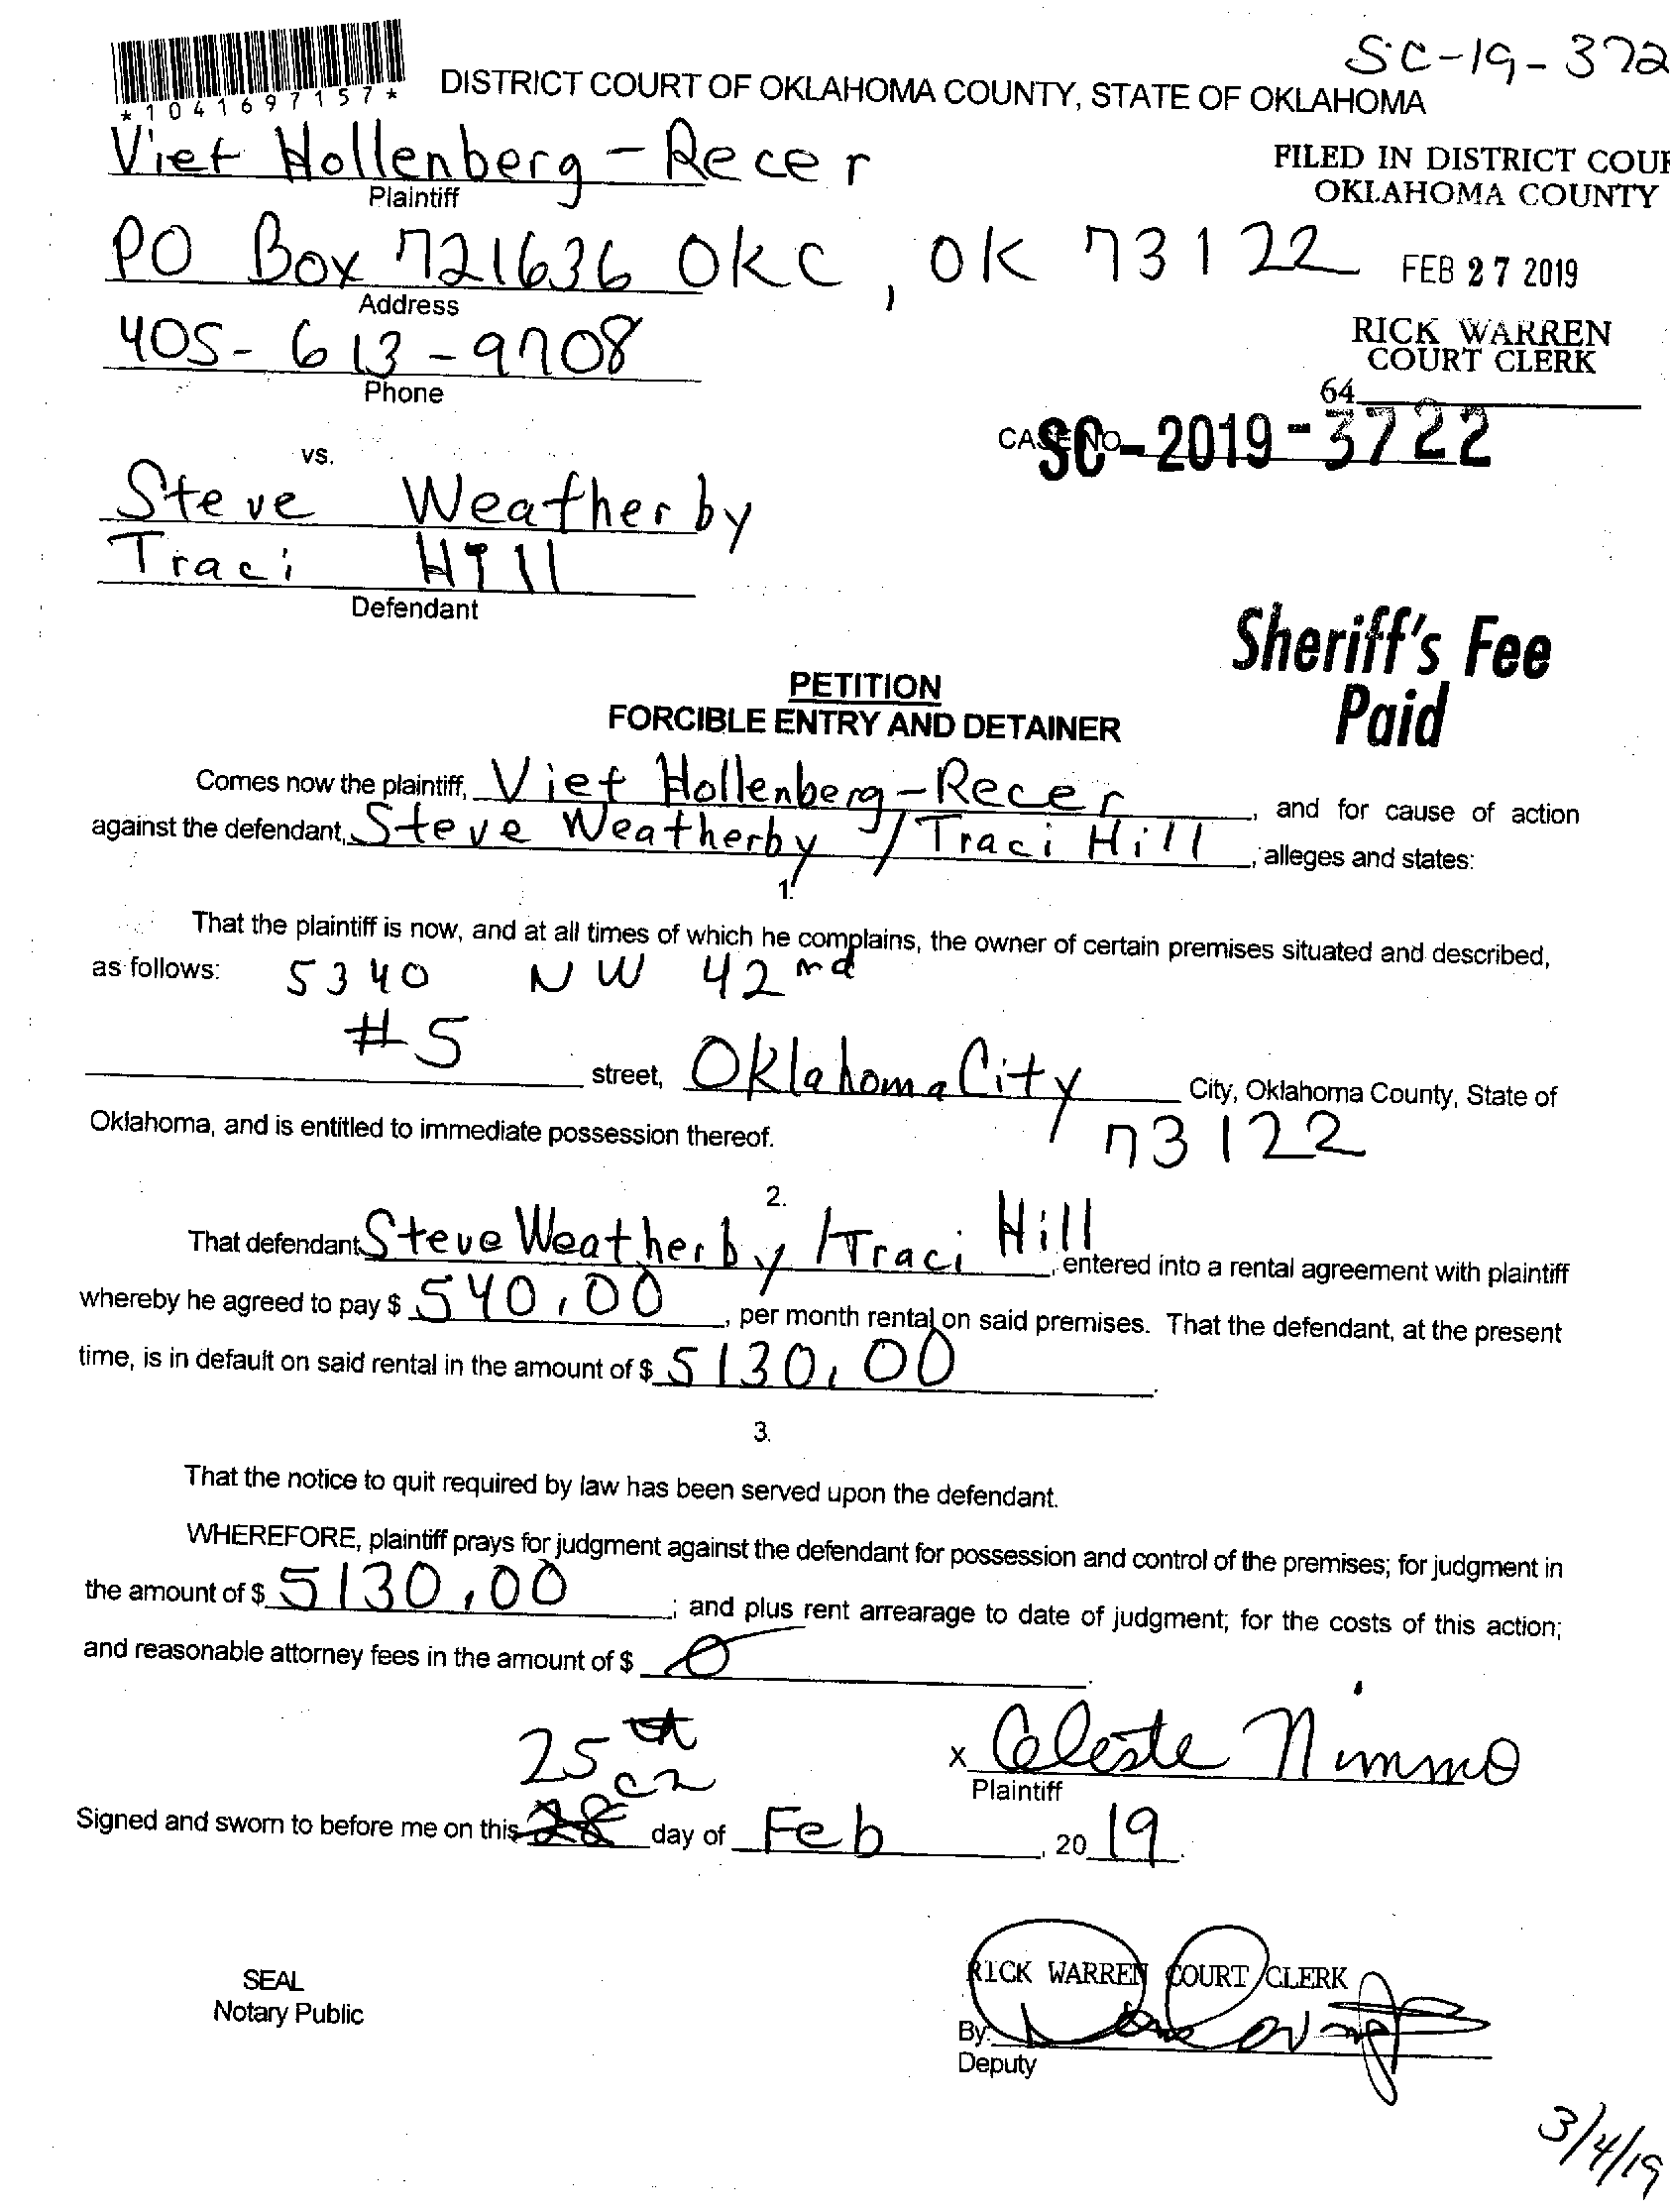 SC-19-372
*1041697157*
DISTRICT COURT OF OKLAHOMA COUNTY, STATE OF OKLAHOMA
Viet Hollenberg-Recer
Plaintiff
FILED IN DISTRICT COUR
OKLAHOMA COUNTY
PO Box 721636 OKC, OK 73122
Address
FEB 27 2019
405-613-9708
Phone
RICK WARREN
COURT CLERK
64
CASE NO. SC-2019-3722
vs.
Steve Weatherby
Traci Hill
Defendant
Sheriff's Fee
Paid
PETITION
FORCIBLE ENTRY AND DETAINER
Comes now the plaintiff, Viet Hollenberg-Recer, and for cause of action
against the defendant, Steve Weatherby / Traci Hill, alleges and states:
1.
That the plaintiff is now, and at all times of which he complains, the owner of certain premises situated and described,
as follows: 5340 NW 42nd
#5 street, Oklahoma City City, Oklahoma County, State of
Oklahoma, and is entitled to immediate possession thereof. 73122
2.
That defendant Steve Weatherby / Traci Hill, entered into a rental agreement with plaintiff
whereby he agreed to pay $ 540.00, per month rental on said premises. That the defendant, at the present
time, is in default on said rental in the amount of $ 5130.00.
3.
That the notice to quit required by law has been served upon the defendant.
WHEREFORE, plaintiff prays for judgment against the defendant for possession and control of the premises; for judgment in
the amount of $ 5130.00; and plus rent arrearage to date of judgment; for the costs of this action;
and reasonable attorney fees in the amount of $ 0.
25th
cn
x Celeste Nimmo
Plaintiff
Signed and sworn to before me on this 28 day of Feb, 2019.
SEAL
Notary Public
RICK WARREN COURT CLERK
By:
Deputy
3/4/19